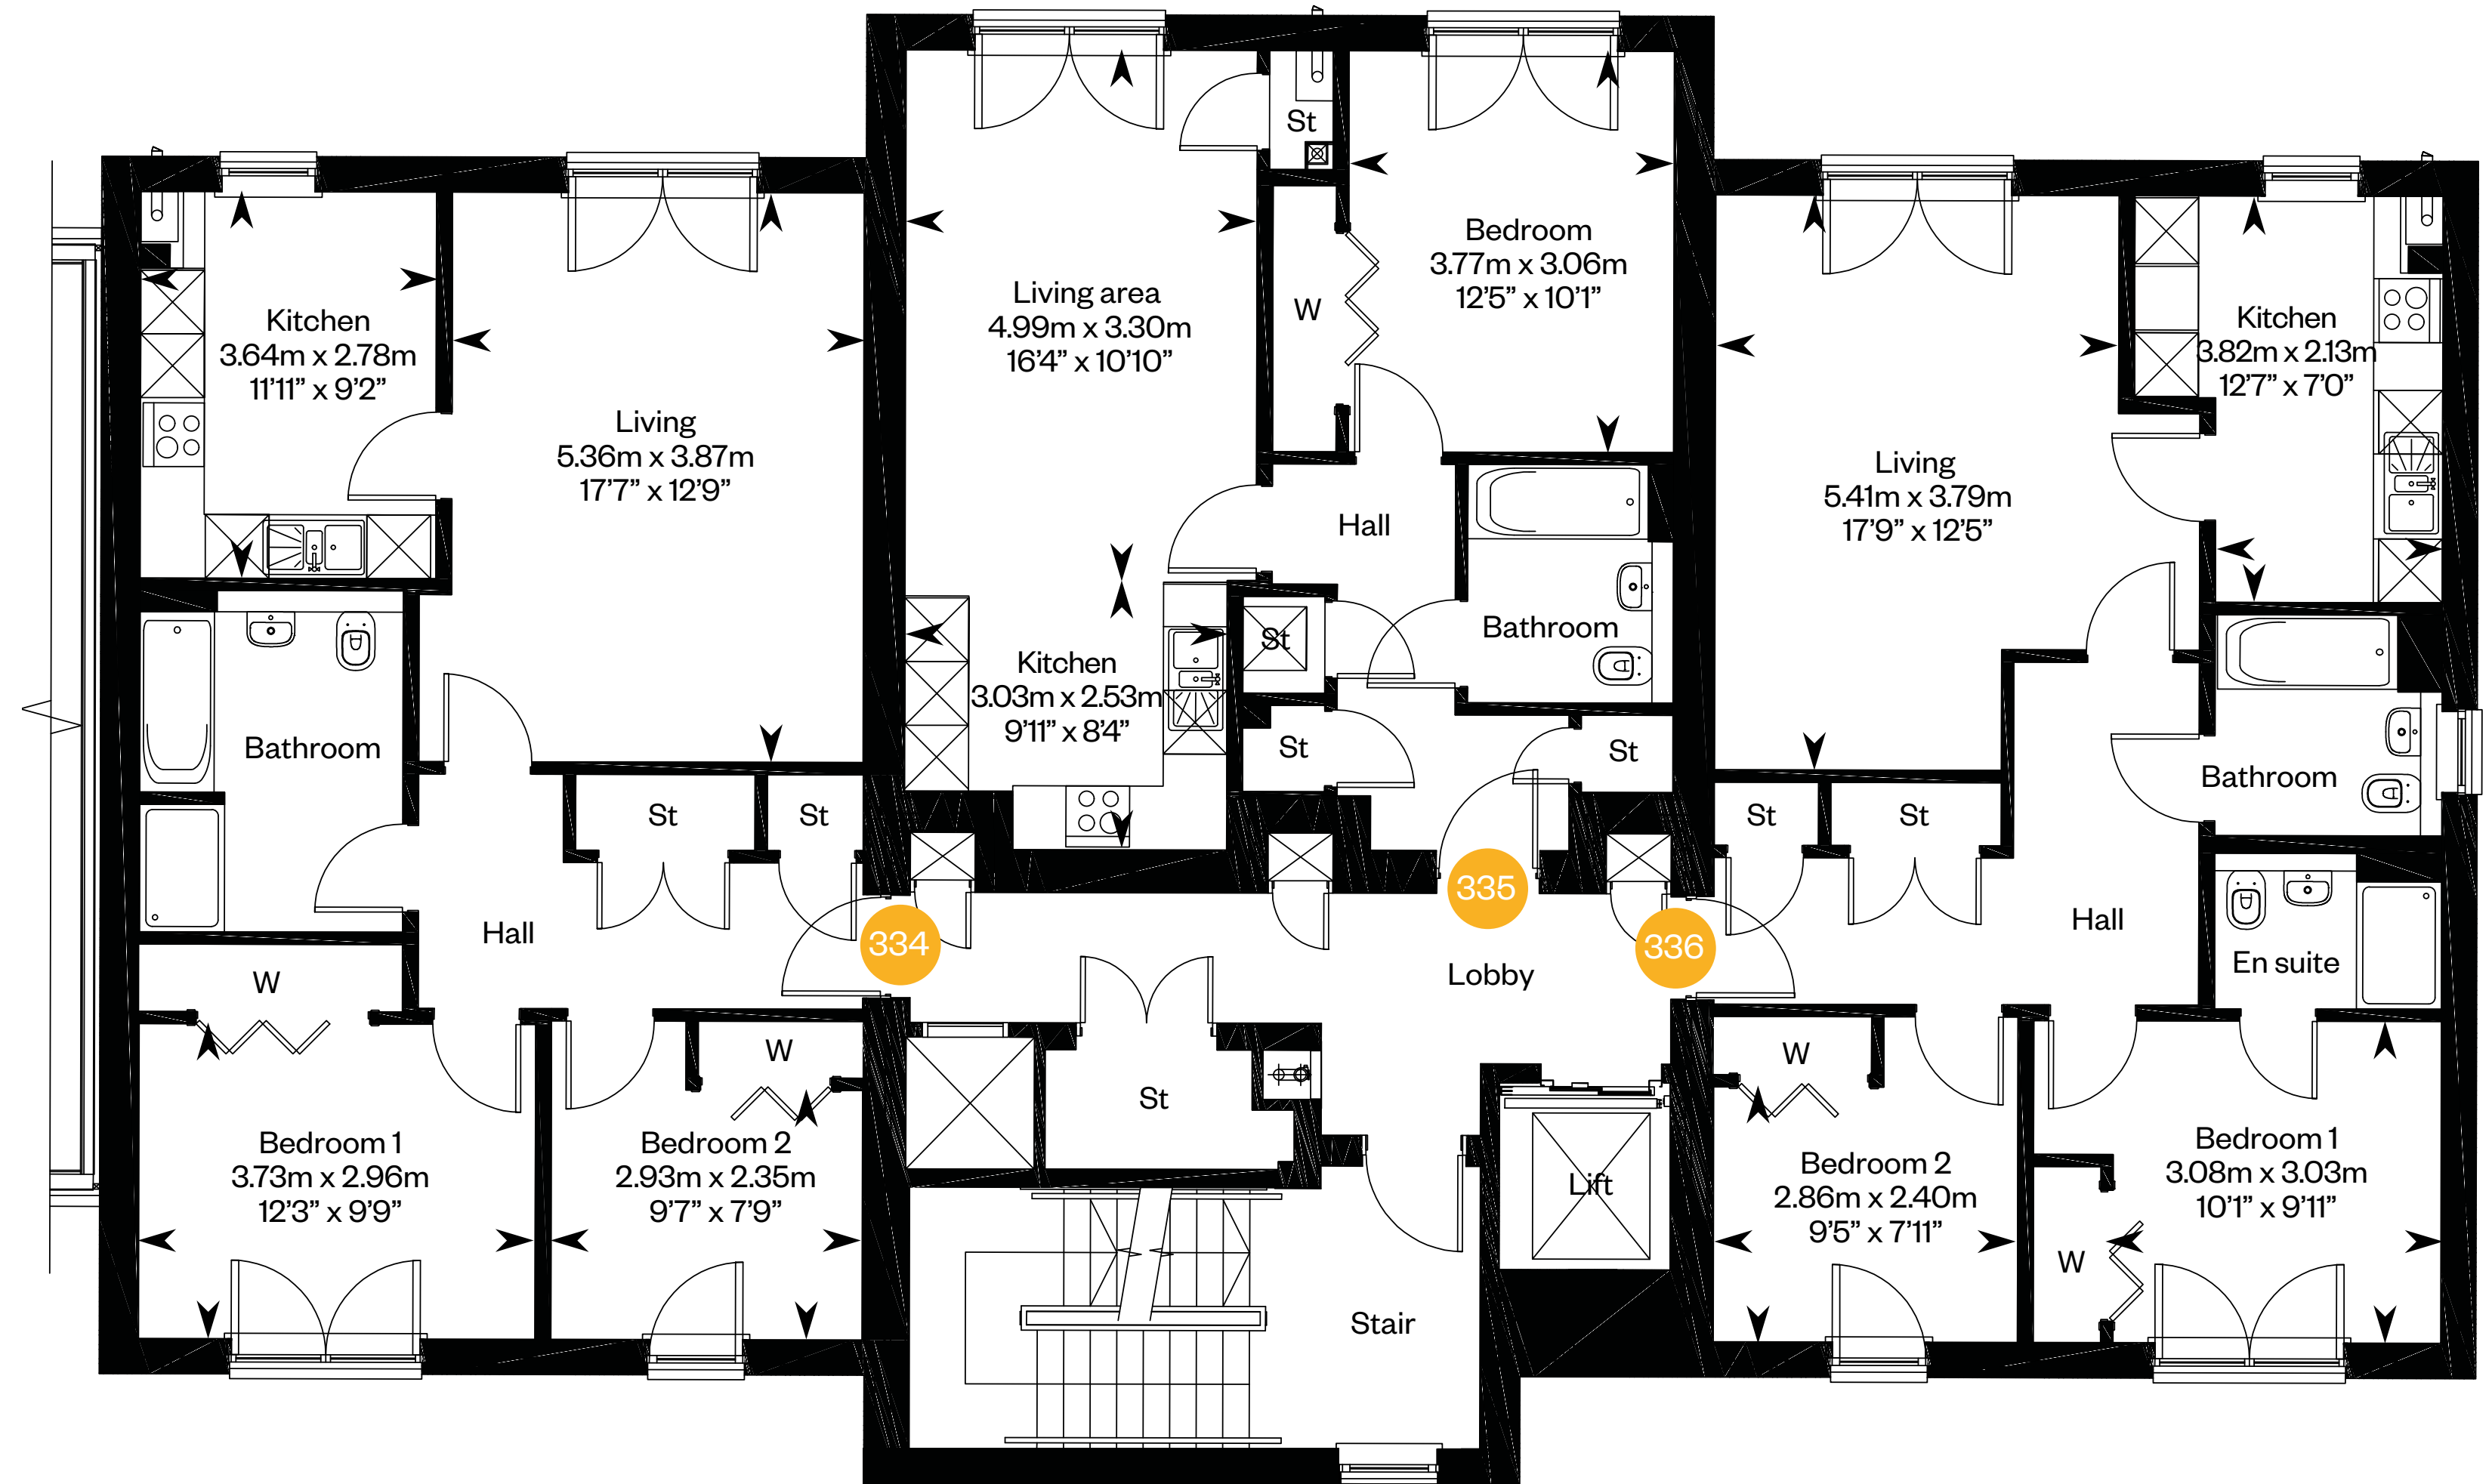 St
Bedroom
3.77m x 3.06m
12’5” x 10’1”
Living area
4.99m x 3.30m
16’4” x 10’10”
W
Kitchen
3.64m x 2.78m
11’11” x 9’2”
Kitchen
3.82m x 2.13m
12’7” x 7’0”
Living
5.36m x 3.87m
17’7” x 12’9”
Living
5.41m x 3.79m
17’9” x 12’5”
Hall
Bathroom
St
Kitchen
3.03m x 2.53m
9’11” x 8’4”
Bathroom
St
St
Bathroom
St
St
St
St
335
Hall
334
336
Hall
Lobby
En suite
W
W
W
St
Bedroom 1
3.73m x 2.96m
12’3” x 9’9”
Bedroom 2
2.93m x 2.35m
9’7” x 7’9”
Lift
Bedroom 2
2.86m x 2.40m
9’5” x 7’11”
Bedroom 1
3.08m x 3.03m
10’1” x 9’11”
W
Stair